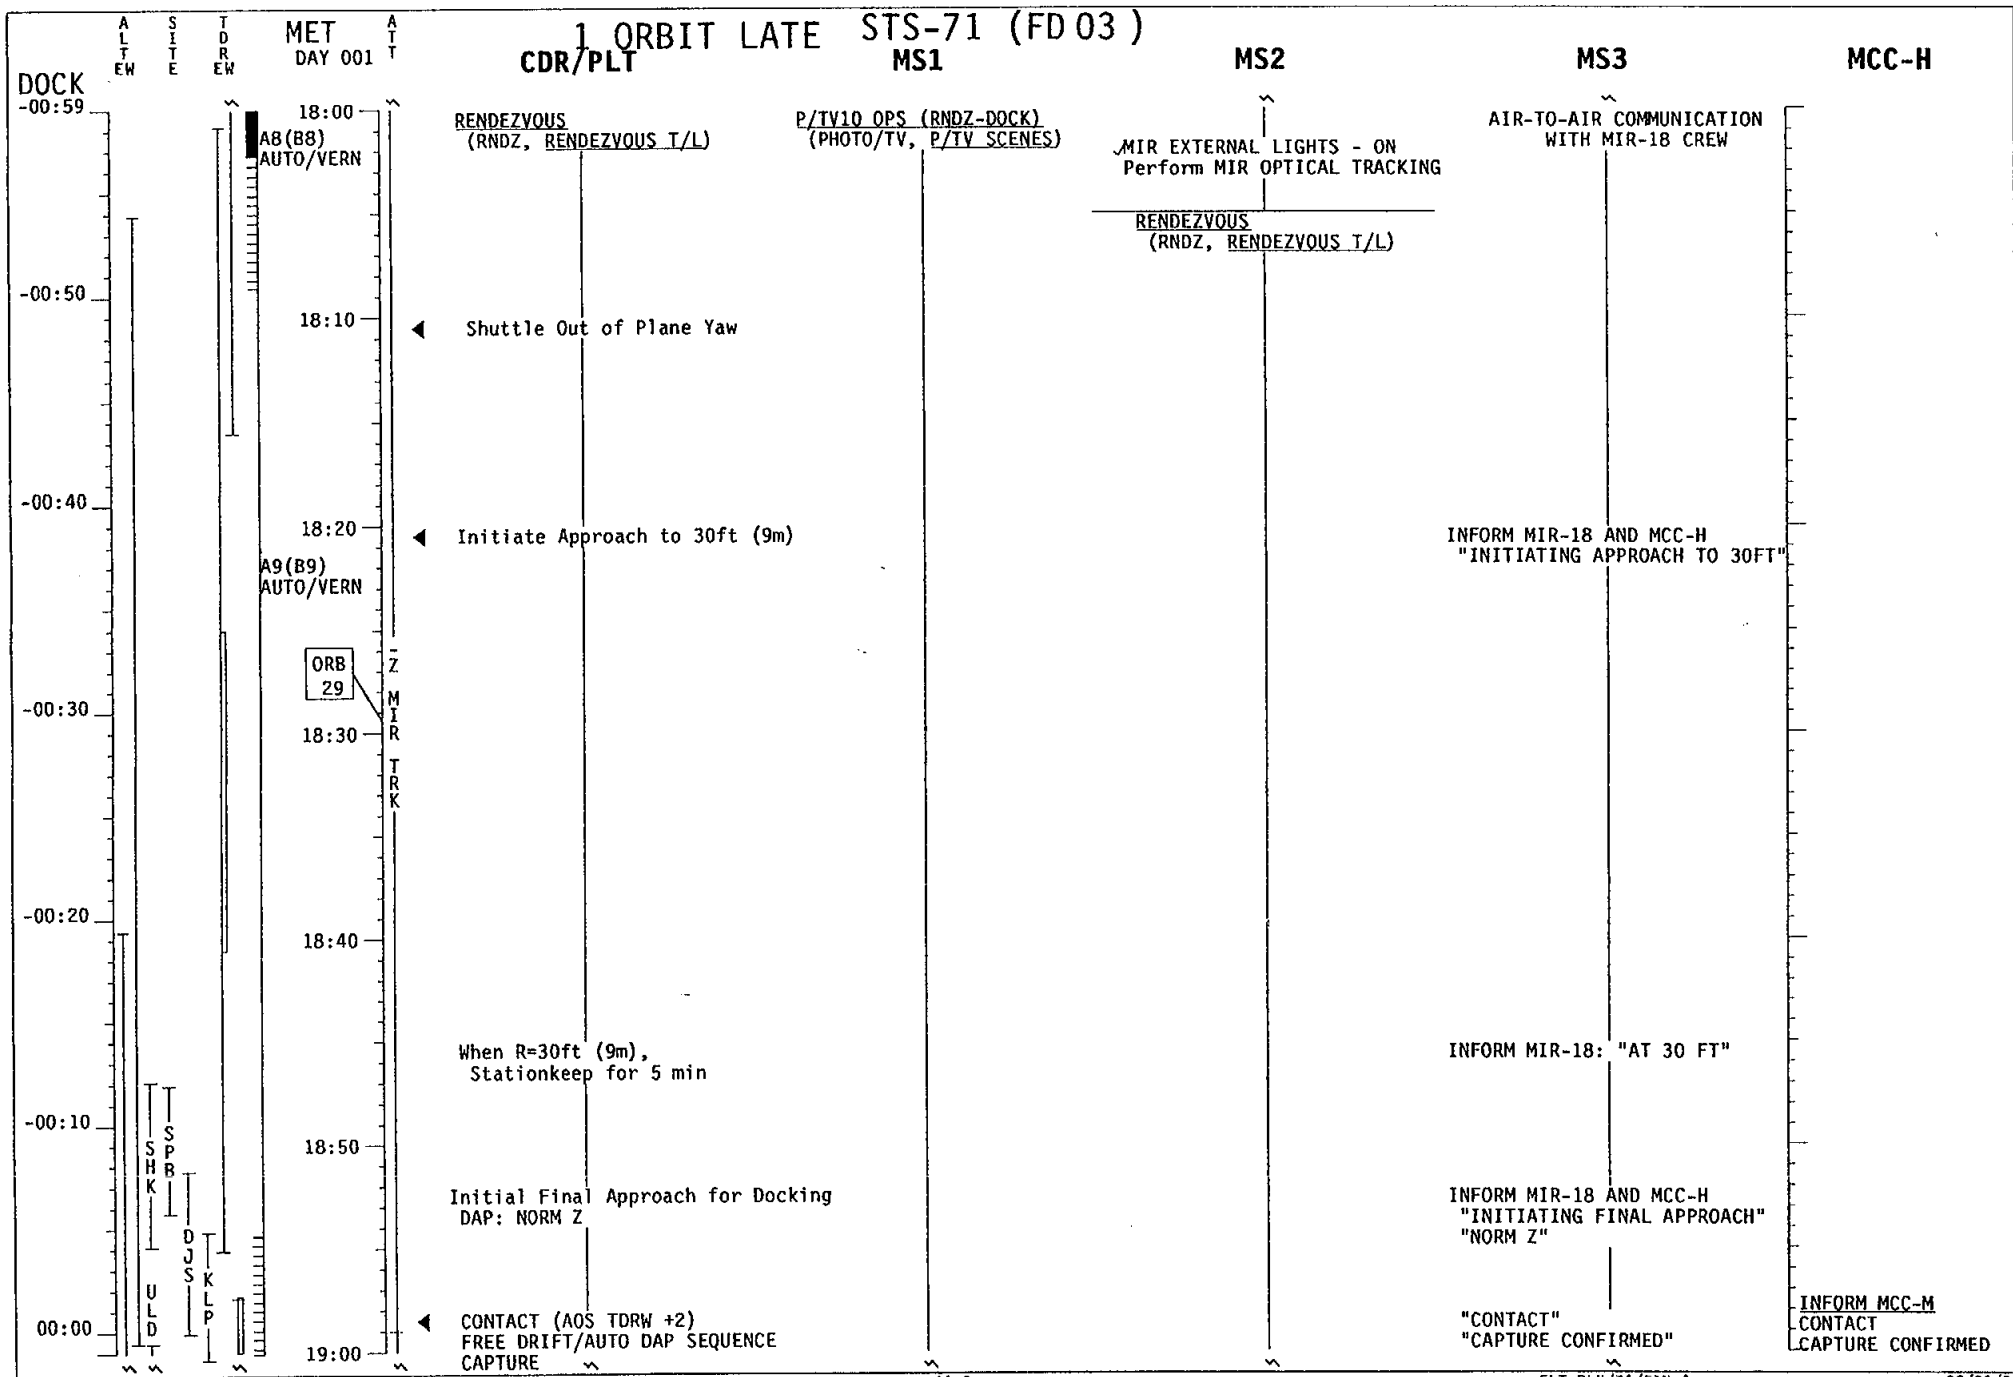 1 ORBIT LATE STS-71 (FD 03)
ALT EW
SITE
TDR EW
MET
DAY 001
ATT
CDR/PLT
MS1
MS2
MS3
MCC-H
DOCK
-00:59
18:00
A8(B8)
AUTO/VERN
RENDEZVOUS
(RNDZ, RENDEZVOUS T/L)
P/TV10 OPS (RNDZ-DOCK)
(PHOTO/TV, P/TV SCENES)
✓MIR EXTERNAL LIGHTS - ON
Perform MIR OPTICAL TRACKING
AIR-TO-AIR COMMUNICATION
WITH MIR-18 CREW
RENDEZVOUS
(RNDZ, RENDEZVOUS T/L)
-00:50
18:10
Shuttle Out of Plane Yaw
-00:40
18:20
Initiate Approach to 30ft (9m)
INFORM MIR-18 AND MCC-H
"INITIATING APPROACH TO 30FT"
A9(B9)
AUTO/VERN
ORB
29
-Z MIR TRK
-00:30
18:30
-00:20
18:40
When R=30ft (9m),
Stationkeep for 5 min
INFORM MIR-18: "AT 30 FT"
-00:10
18:50
SHK
SPB
DJS
KLP
ULD
Initial Final Approach for Docking
DAP: NORM Z
INFORM MIR-18 AND MCC-H
"INITIATING FINAL APPROACH"
"NORM Z"
00:00
19:00
CONTACT (AOS TDRW +2)
FREE DRIFT/AUTO DAP SEQUENCE
CAPTURE
"CONTACT"
"CAPTURE CONFIRMED"
INFORM MCC-M
CONTACT
CAPTURE CONFIRMED